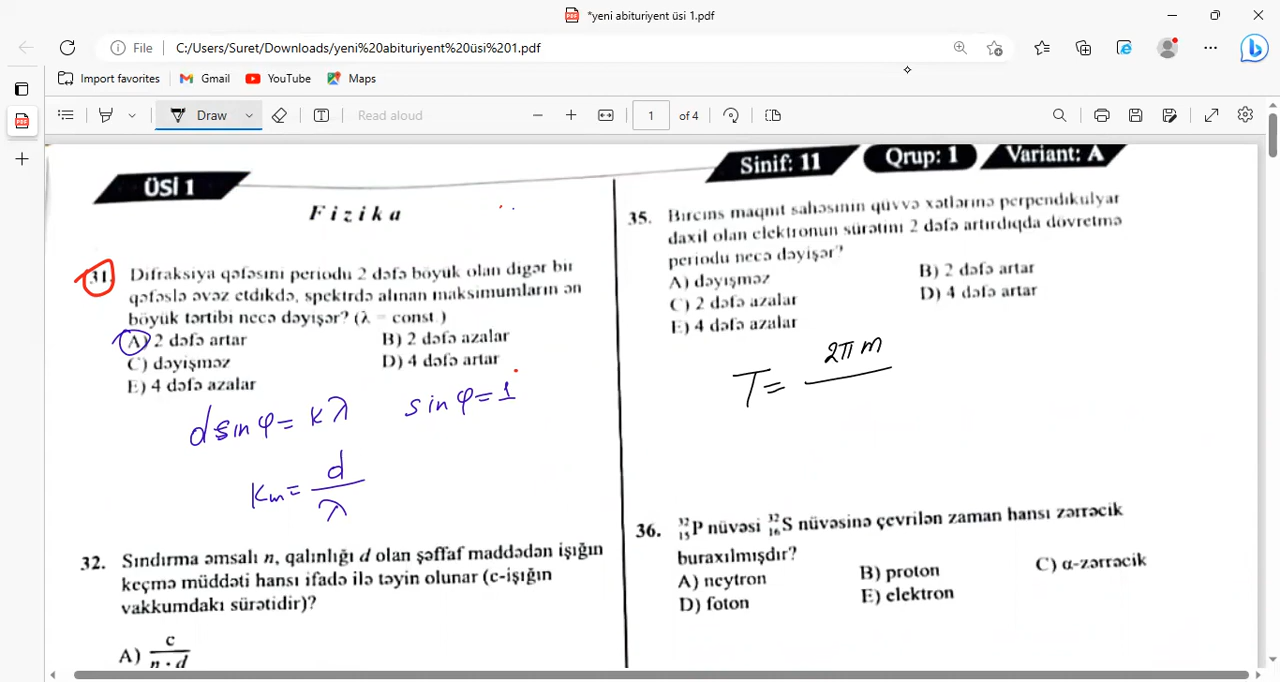 *yeni abituriyent üsi 1.pdf
File C:/Users/Suret/Downloads/yeni%20abituriyent%20üsi%201.pdf
Import favorites Gmail YouTube Maps
Draw Read aloud 1 of 4
ÜSİ 1
Fizika
31. Difraksiya qəfəsini periodu 2 dəfə böyük olan digər bir
qəfəslə əvəz etdikdə, spektrdə alınan maksimumların ən
böyük tərtibi necə dəyişər? (λ = const.)
A) 2 dəfə artar B) 2 dəfə azalar
C) dəyişməz D) 4 dəfə artar
E) 4 dəfə azalar
d sin φ = kλ sin φ = 1
km = d
λ
32. Sındırma əmsalı n, qalınlığı d olan şəffaf maddədən işığın
keçmə müddəti hansı ifadə ilə təyin olunar (c-işığın
vakkumdakı sürətidir)?
A) c
n · d
Sinif: 11 Qrup: 1 Variant: A
35. Bircins maqnit sahəsinin qüvvə xətlərinə perpendikulyar
daxil olan elektronun sürətini 2 dəfə artırdıqda dövretmə
periodu necə dəyişər?
A) dəyişməz B) 2 dəfə artar
C) 2 dəfə azalar D) 4 dəfə artar
E) 4 dəfə azalar
T = 2π m
36. ³²₁₅P nüvəsi ³²₁₆S nüvəsinə çevrilən zaman hansı zərrəcik
buraxılmışdır?
A) neytron B) proton C) α-zərrəcik
D) foton E) elektron